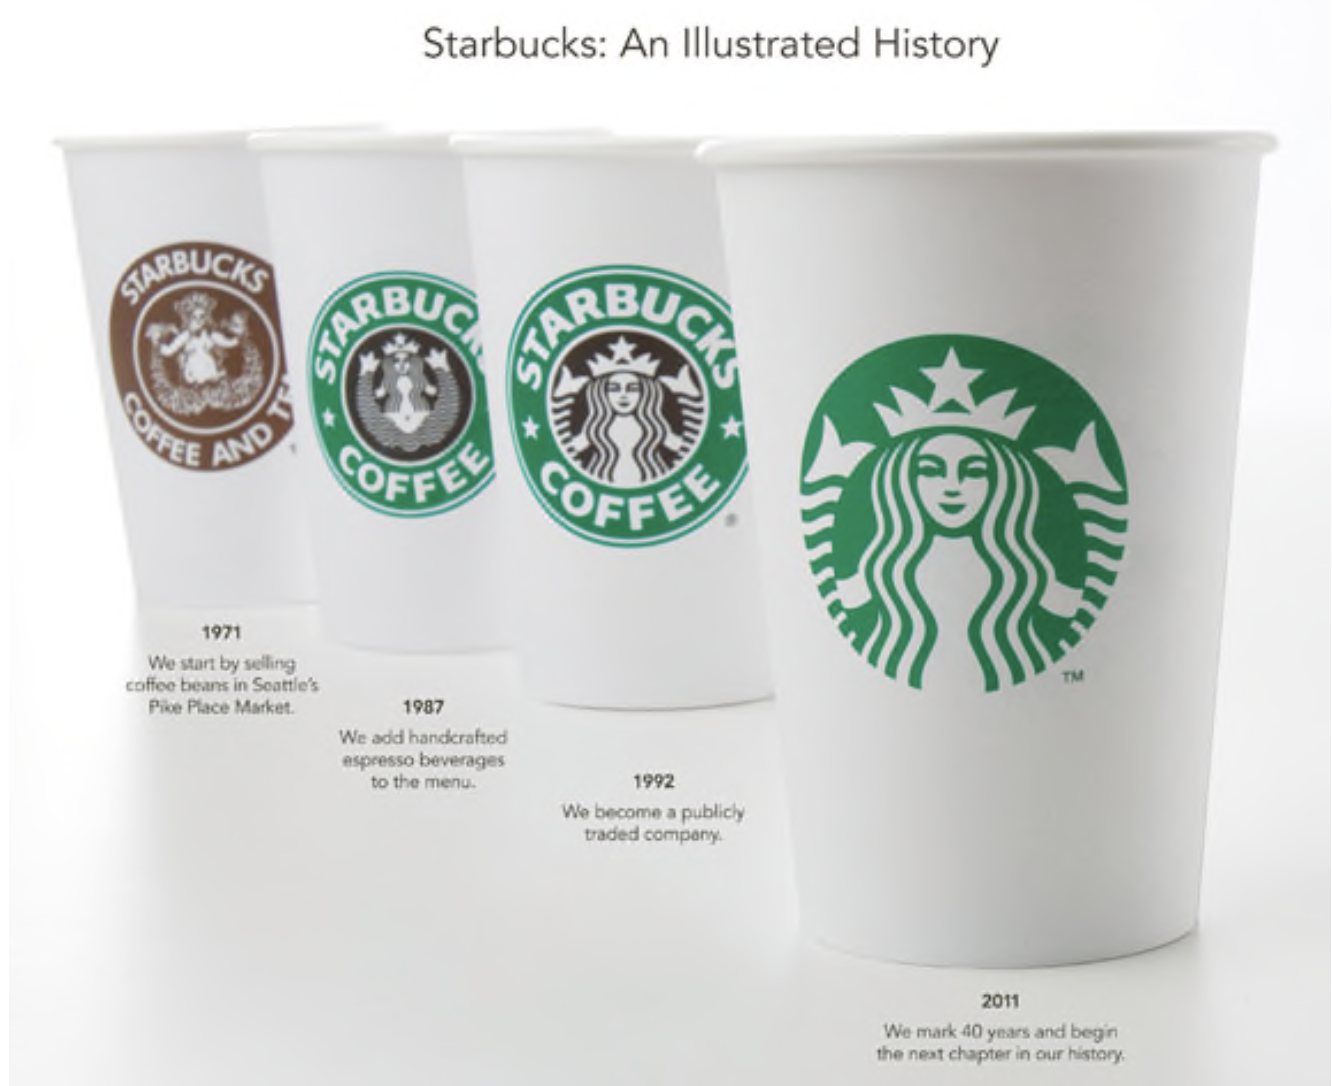 Starbucks: An Illustrated History
STARBUCKS
COFFEE AND
STARBUCK
COFFEE
STARBUCKS
COFFEE
®
TM
1971
We start by selling
coffee beans in Seattle's
Pike Place Market.
1987
We add handcrafted
espresso beverages
to the menu.
1992
We become a publicly
traded company.
2011
We mark 40 years and begin
the next chapter in our history.